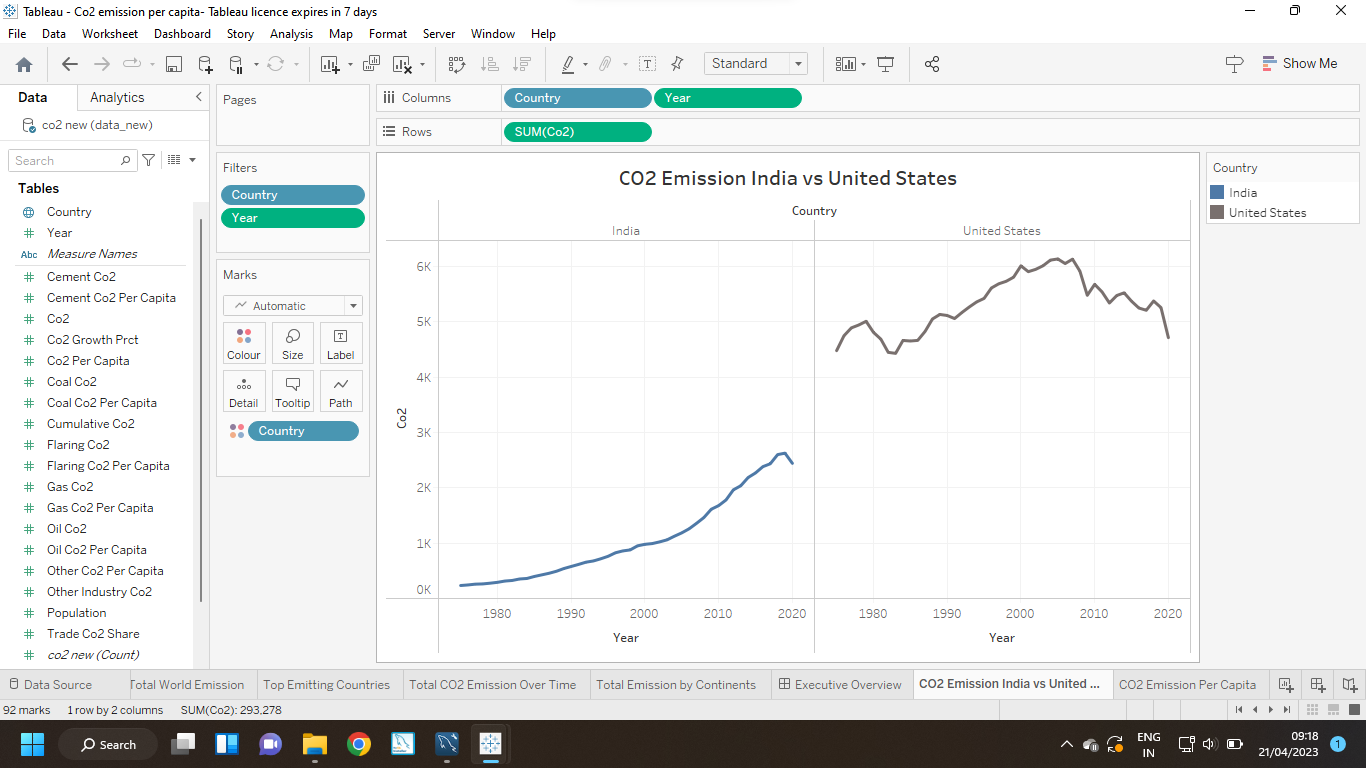 Tableau - Co2 emission per capita- Tableau licence expires in 7 days
File Data Worksheet Dashboard Story Analysis Map Format Server Window Help
Standard
Show Me
Data Analytics
co2 new (data_new)
Search
Tables
Country
Year
Abc Measure Names
Cement Co2
Cement Co2 Per Capita
Co2
Co2 Growth Prct
Co2 Per Capita
Coal Co2
Coal Co2 Per Capita
Cumulative Co2
Flaring Co2
Flaring Co2 Per Capita
Gas Co2
Gas Co2 Per Capita
Oil Co2
Oil Co2 Per Capita
Other Co2 Per Capita
Other Industry Co2
Population
Trade Co2 Share
co2 new (Count)
Pages
Filters
Country
Year
Marks
Automatic
Colour Size Label
Detail Tooltip Path
Country
Columns Country Year
Rows SUM(Co2)
CO2 Emission India vs United States
Country
India United States
6K
5K
4K
3K
2K
1K
0K
Co2
1980 1990 2000 2010 2020 1980 1990 2000 2010 2020
Year Year
Country
India
United States
Data Source Total World Emission Top Emitting Countries Total CO2 Emission Over Time Total Emission by Continents Executive Overview CO2 Emission India vs United ... CO2 Emission Per Capita
92 marks 1 row by 2 columns SUM(Co2): 293,278
Search
ENG
IN
09:18
21/04/2023
1